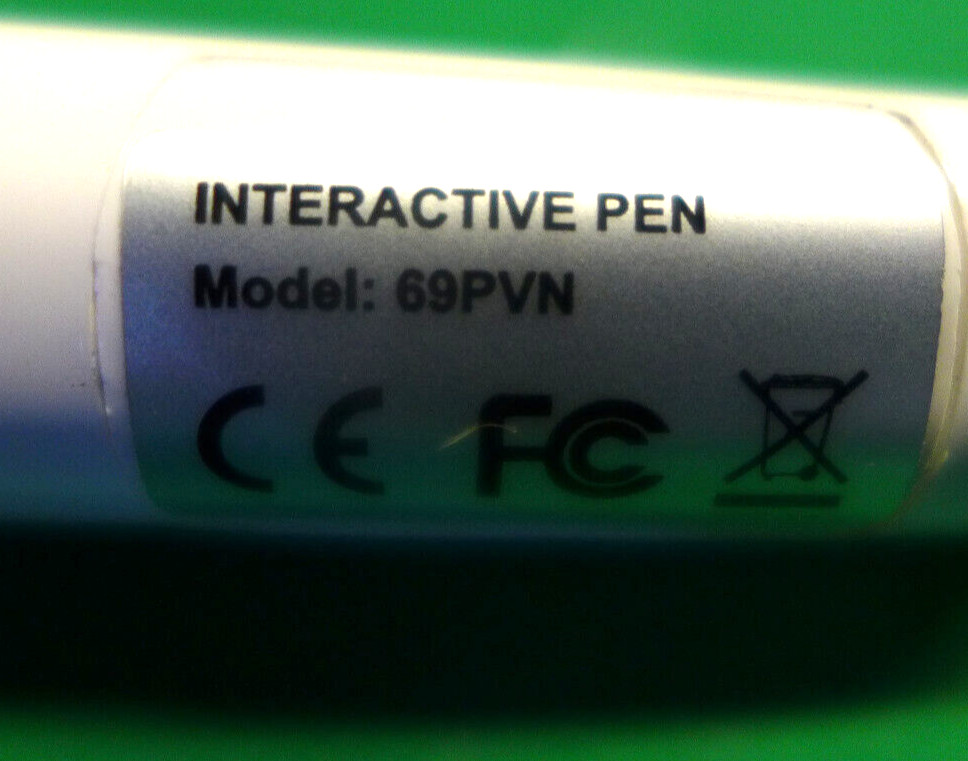 INTERACTIVE PEN
Model: 69PVN
CE FC